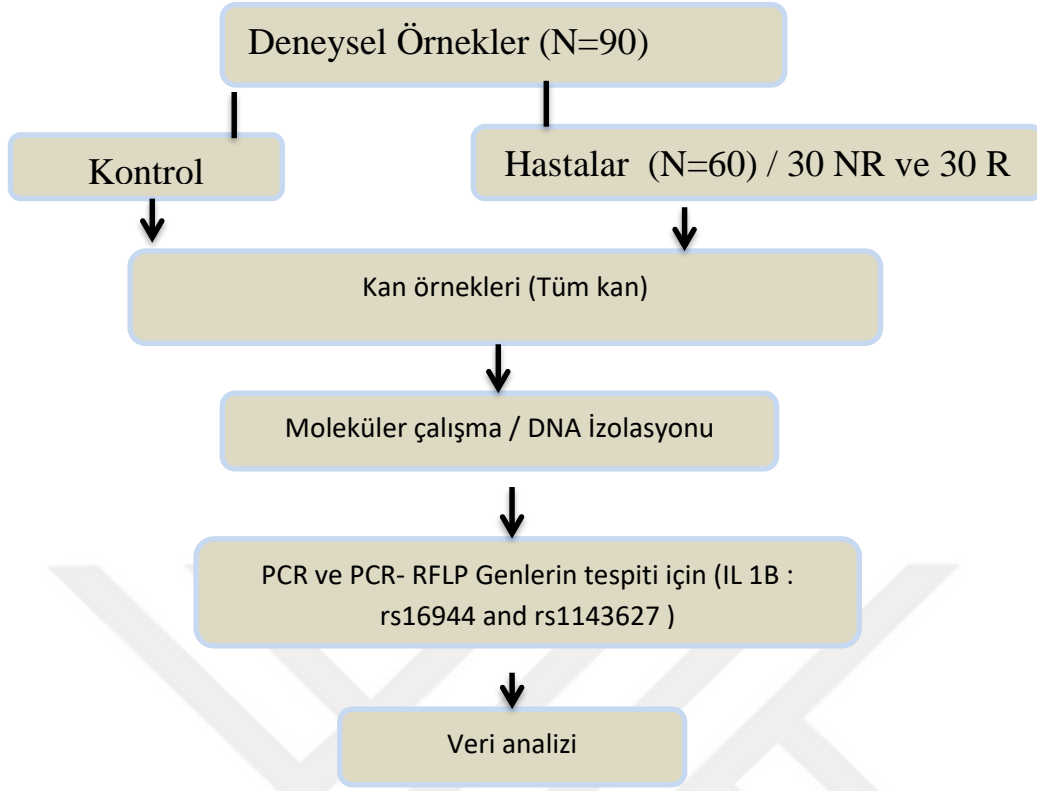 Deneysel Örnekler (N=90)
Kontrol
Hastalar (N=60) / 30 NR ve 30 R
Kan örnekleri (Tüm kan)
Moleküler çalışma / DNA İzolasyonu
PCR ve PCR- RFLP Genlerin tespiti için (IL 1B :
rs16944 and rs1143627 )
Veri analizi